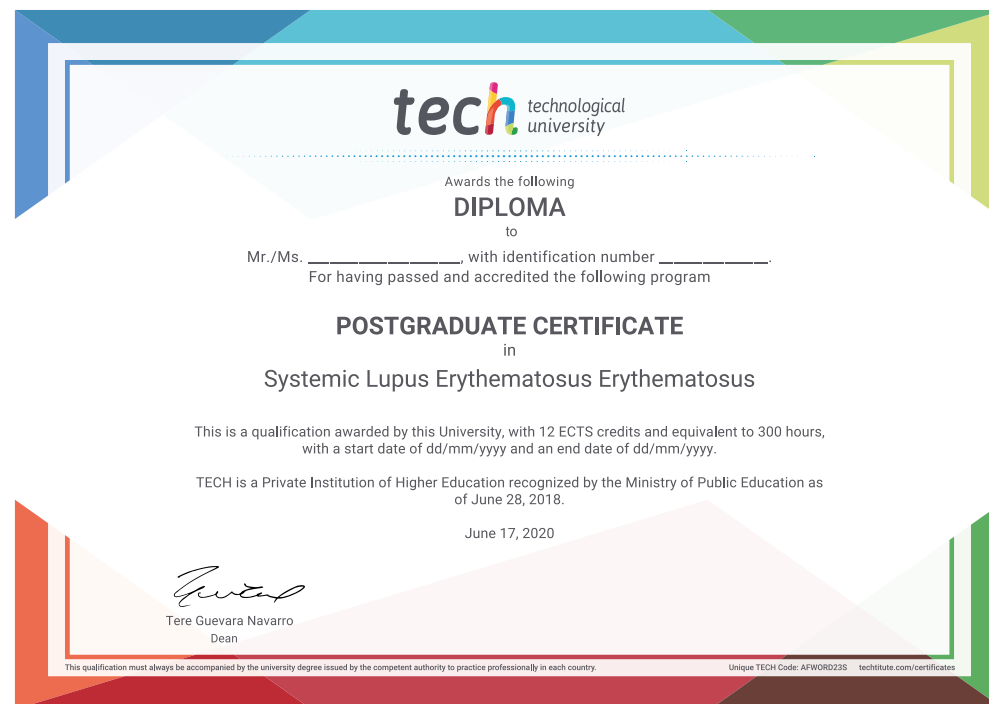 tech technological
university
Awards the following
DIPLOMA
to
Mr./Ms. __________________, with identification number _____________.
For having passed and accredited the following program
POSTGRADUATE CERTIFICATE
in
Systemic Lupus Erythematosus Erythematosus
This is a qualification awarded by this University, with 12 ECTS credits and equivalent to 300 hours,
with a start date of dd/mm/yyyy and an end date of dd/mm/yyyy.
TECH is a Private Institution of Higher Education recognized by the Ministry of Public Education as
of June 28, 2018.
June 17, 2020
Tere Guevara Navarro
Dean
This qualification must always be accompanied by the university degree issued by the competent authority to practice professionally in each country.
Unique TECH Code: AFWORD23S techtitute.com/certificates